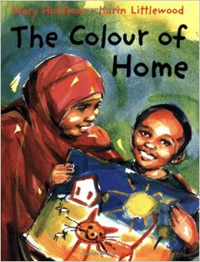 Mary Hoffman · Karin Littlewood
The Colour of
Home